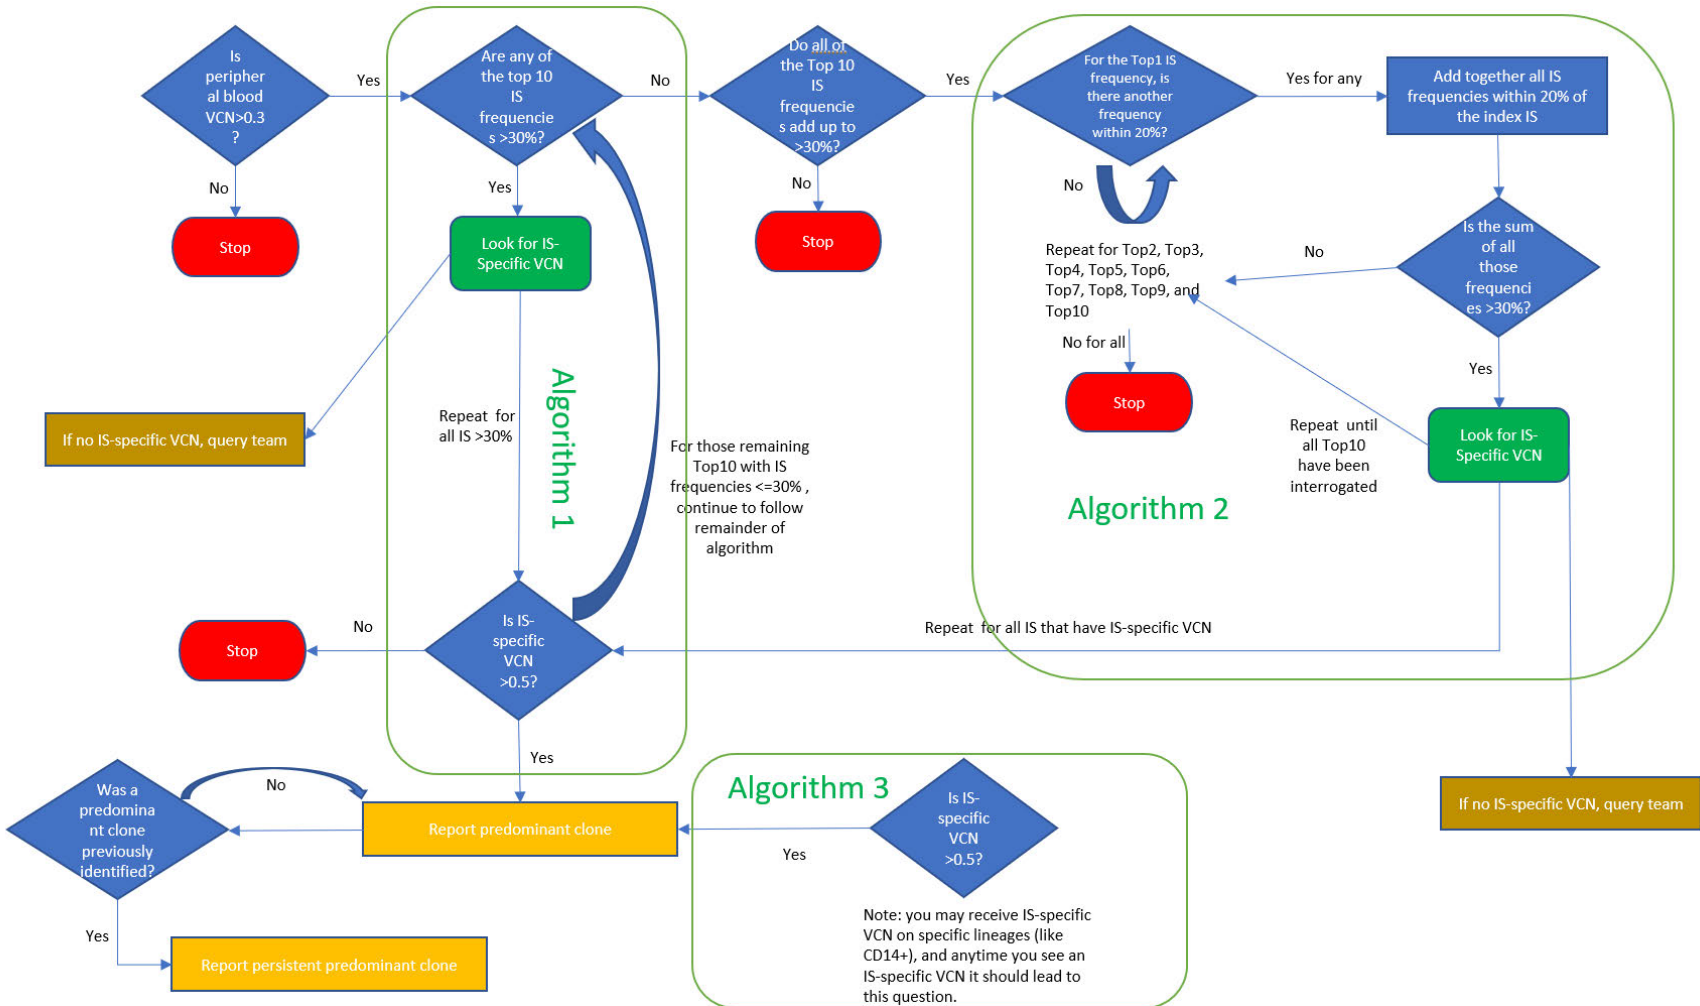 Is
peripher
al blood
VCN>0.3
?
Yes
No
Stop
Are any of
the top 10
IS
frequencie
s >30%?
No
Yes
Look for IS-
Specific VCN
If no IS-specific VCN, query team
Repeat for
all IS >30%
Algorithm 1
For those remaining
Top10 with IS
frequencies <=30% ,
continue to follow
remainder of
algorithm
Is IS-
specific
VCN
>0.5?
No
Stop
Yes
Do all of
the Top 10
IS
frequencie
s add up to
>30%?
Yes
No
Stop
For the Top1 IS
frequency, is
there another
frequency
within 20%?
Yes for any
No
Repeat for Top2, Top3,
Top4, Top5, Top6,
Top7, Top8, Top9, and
Top10
No for all
Stop
Add together all IS
frequencies within 20% of
the index IS
Is the sum
of all
those
frequenci
es >30%?
No
Yes
Look for IS-
Specific VCN
Repeat until
all Top10
have been
interrogated
Algorithm 2
Repeat for all IS that have IS-specific VCN
If no IS-specific VCN, query team
Was a
predomina
nt clone
previously
identified?
No
Report predominant clone
Yes
Report persistent predominant clone
Algorithm 3
Is IS-
specific
VCN
>0.5?
Yes
Note: you may receive IS-specific
VCN on specific lineages (like
CD14+), and anytime you see an
IS-specific VCN it should lead to
this question.